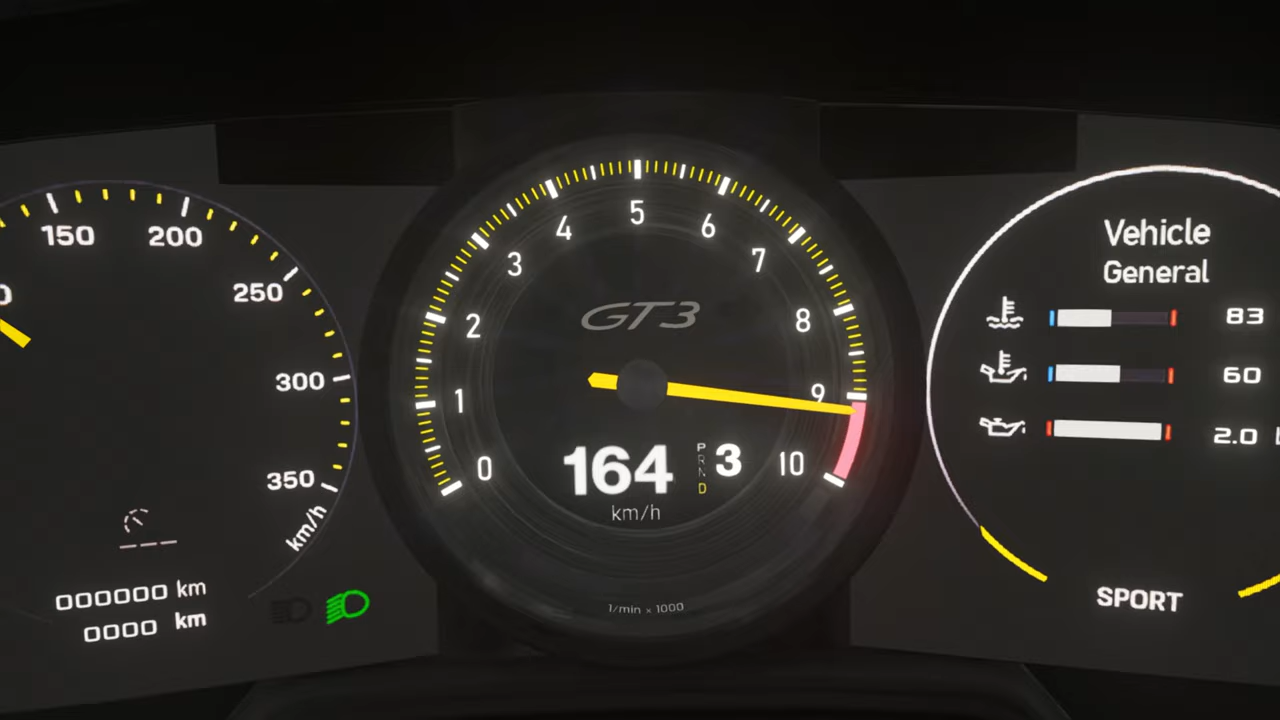 150
200
250
300
350
km/h
000000 km
0000 km
0
1
2
3
4
5
6
7
8
9
10
GT3
164
km/h
P
R
N
D
3
1/min x 1000
Vehicle
General
83
60
2.0
SPORT